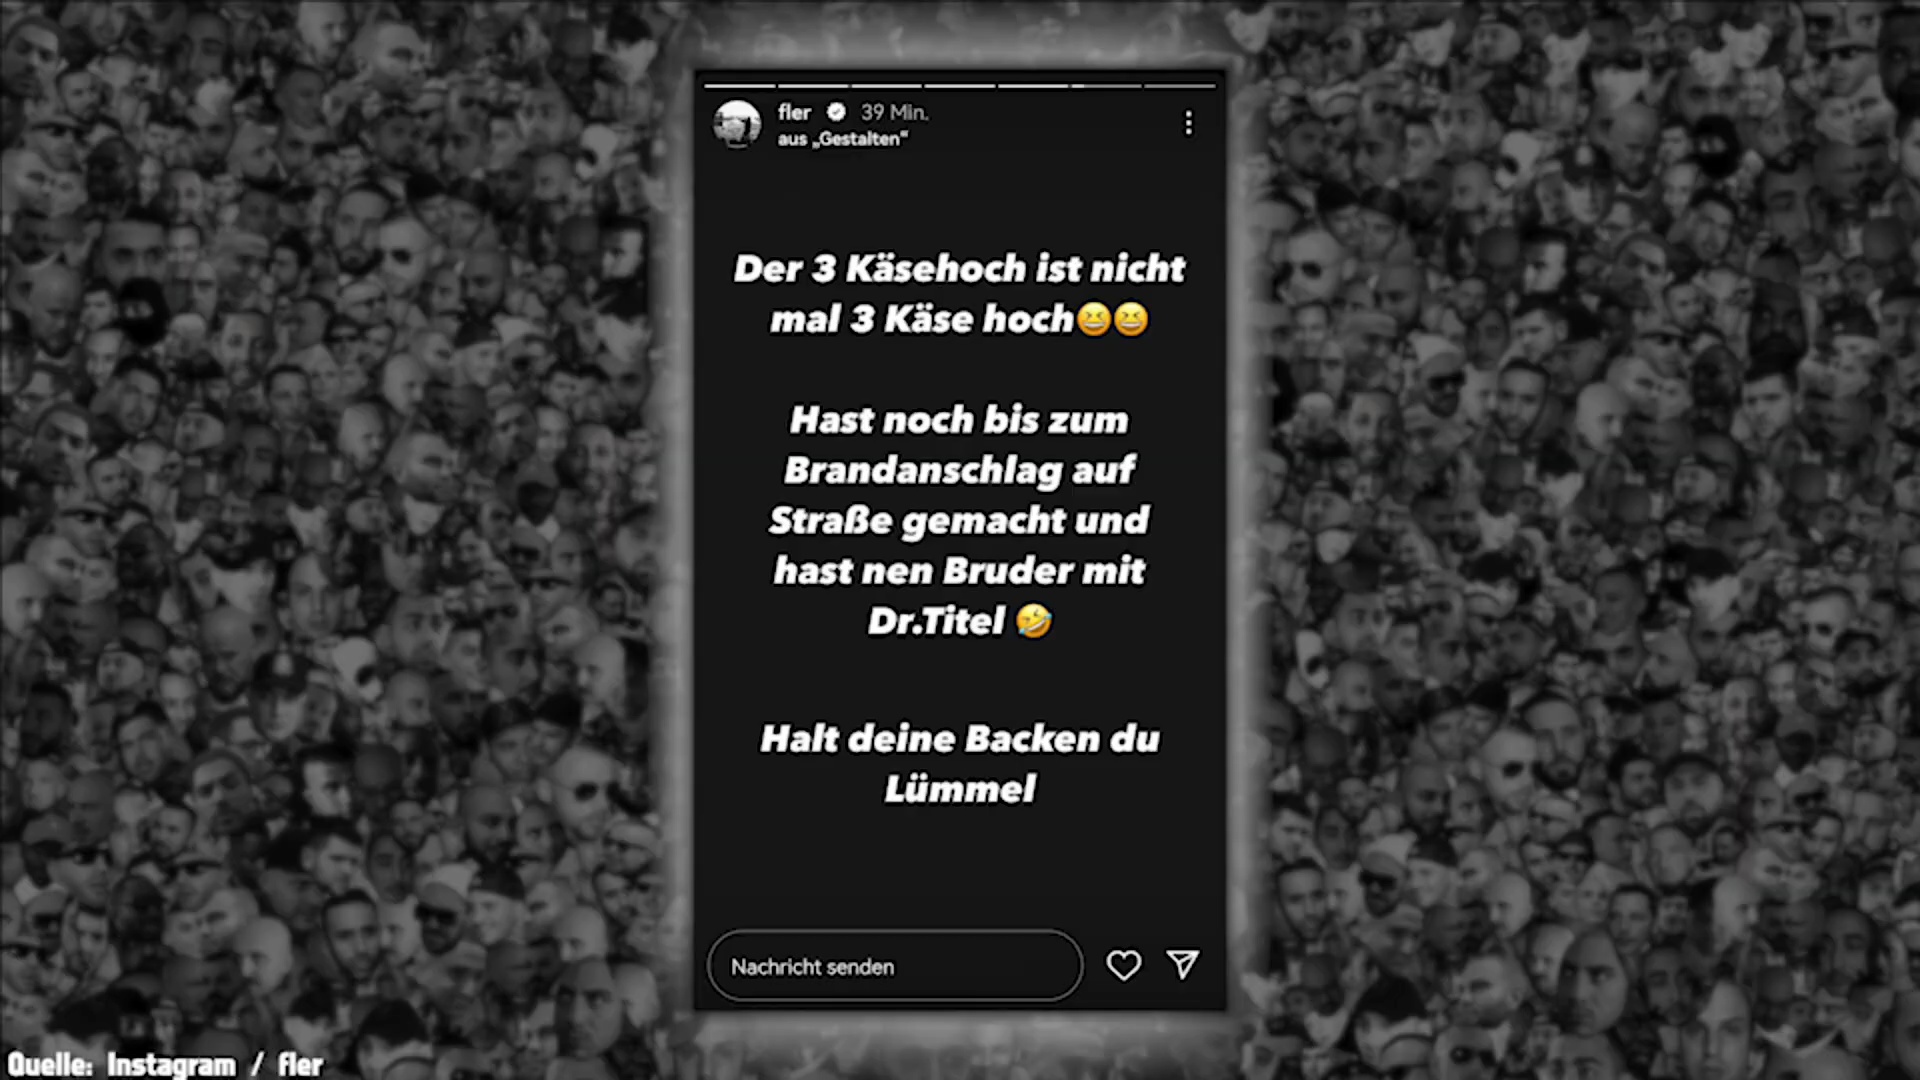 fler 39 Min.
aus „Gestalten“
Der 3 Käsehoch ist nicht
mal 3 Käse hoch😆😆
Hast noch bis zum
Brandanschlag auf
Straße gemacht und
hast nen Bruder mit
Dr.Titel 🤣
Halt deine Backen du
Lümmel
Nachricht senden
Quelle: Instagram / fler